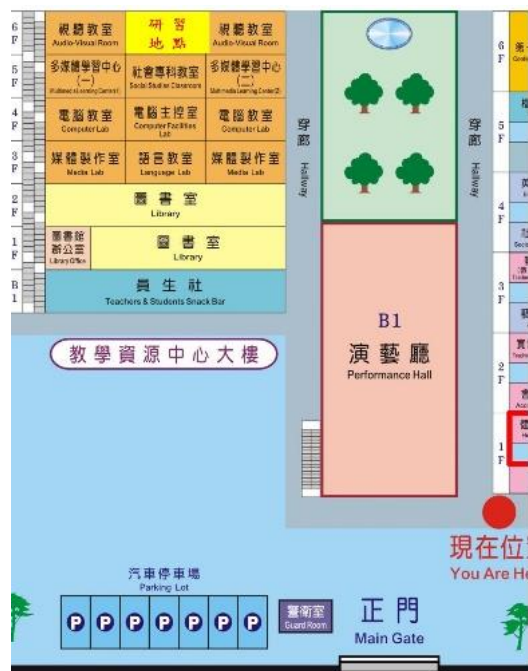 6F
視聽教室
Audio-Visual Room
研習
地點
視聽教室
Audio-Visual Room
5F
多媒體學習中心
(一)
社會專科教室
Social Studies Classroom
多媒體學習中心
(二)
Multimedia Learning Center(2)
4F
電腦教室
Computer Lab
電腦主控室
Computer Facilities
Lab
電腦教室
Computer Lab
3F
媒體製作室
Media Lab
語言教室
Language Lab
媒體製作室
Media Lab
2F
圖書室
Library
1F
圖書館
辦公室
Library Office
圖書室
Library
B1
員生社
Teachers & Students Snack Bar
教學資源中心大樓
穿廊
Hallway
B1
演藝廳
Performance Hall
穿廊
Hallway
6F
5F
4F
3F
2F
1F
現在位
You Are He
汽車停車場
Parking Lot
P P P P P P P
警衛室
Guard Room
正門
Main Gate